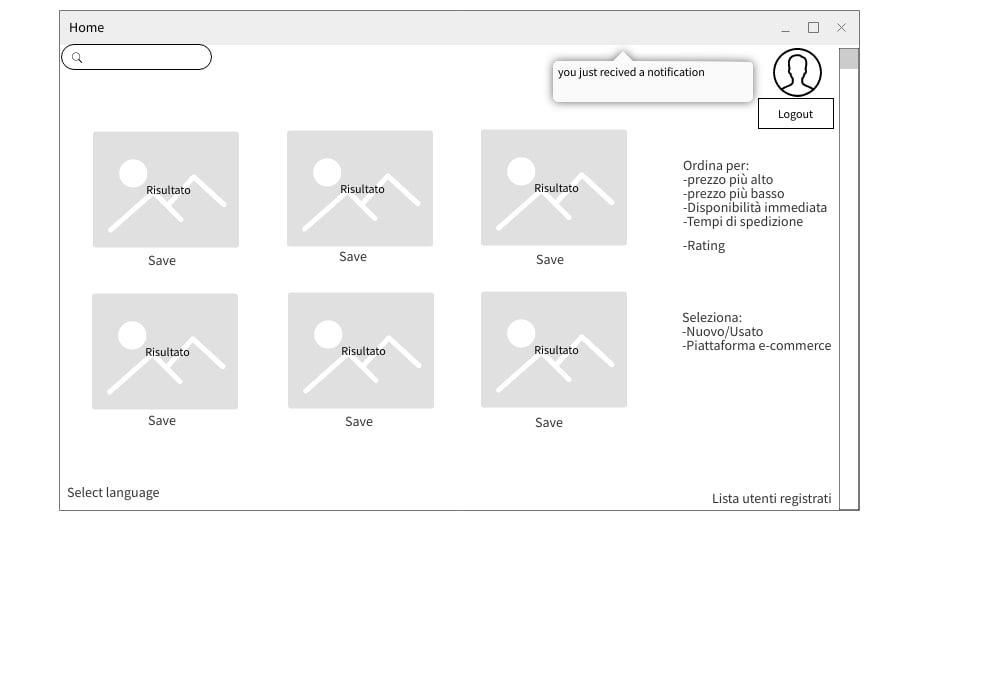 Home
you just recived a notification
Logout
Risultato
Risultato
Risultato
Save
Save
Save
Ordina per:
-prezzo più alto
-prezzo più basso
-Disponibilità immediata
-Tempi di spedizione
-Rating
Risultato
Risultato
Risultato
Save
Save
Save
Seleziona:
-Nuovo/Usato
-Piattaforma e-commerce
Select language
Lista utenti registrati